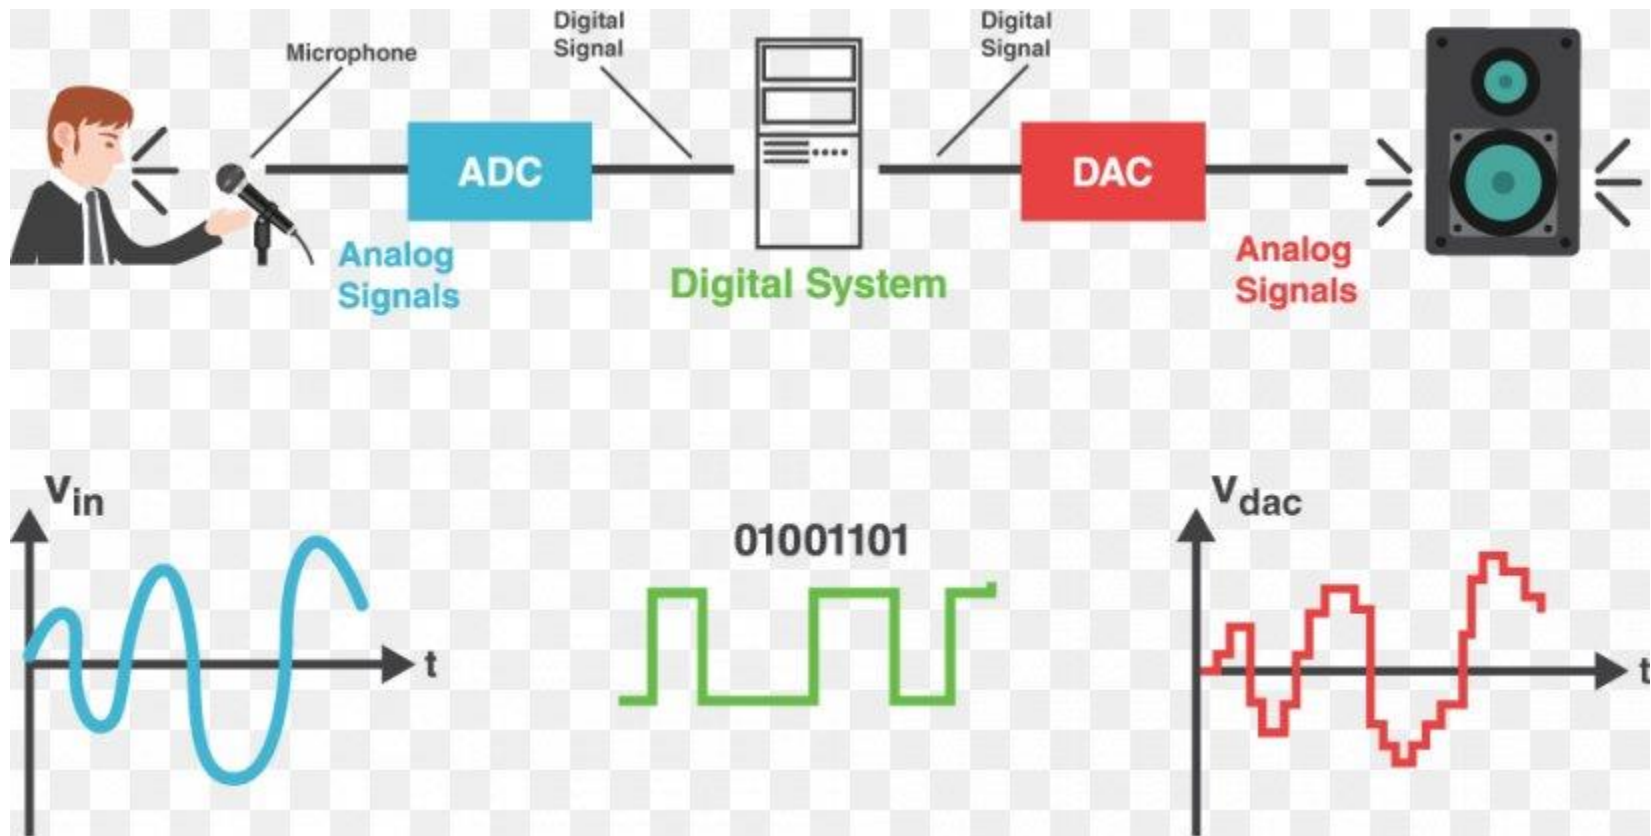 Microphone
Digital
Signal
Digital
Signal
ADC
DAC
Analog
Signals
Digital System
Analog
Signals
Vin
t
01001101
Vdac
t